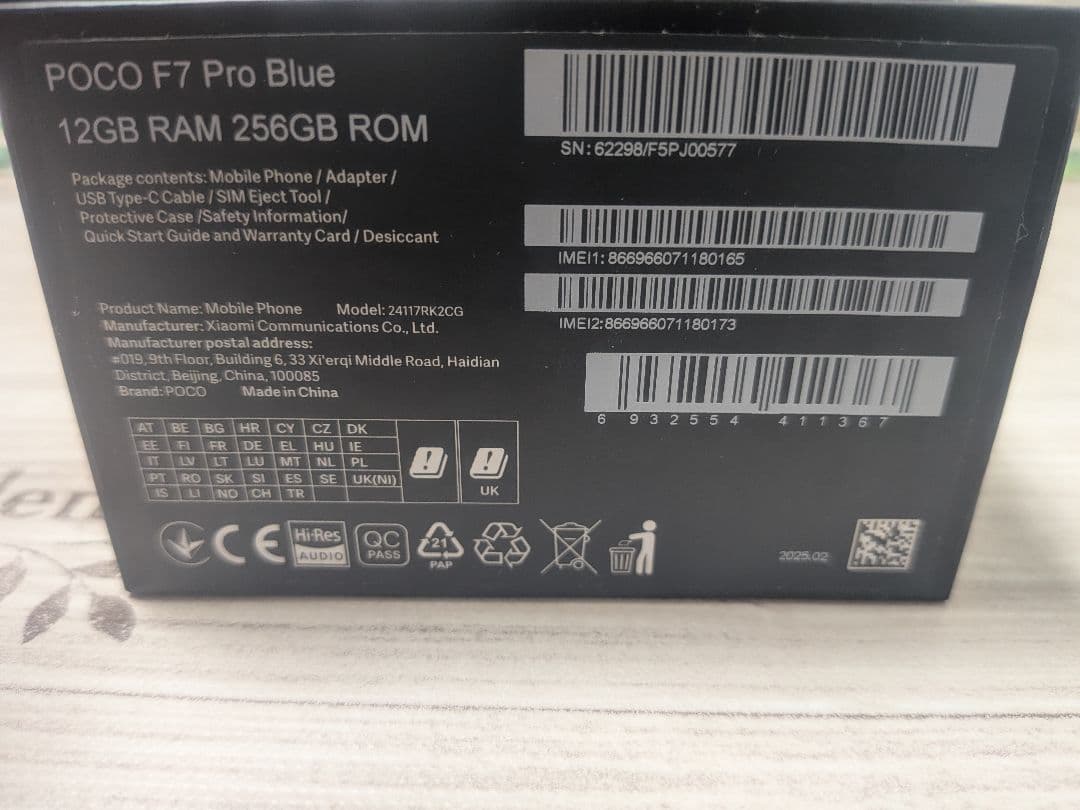 POCO F7 Pro Blue
12GB RAM 256GB ROM
Package contents: Mobile Phone / Adapter /
USB Type-C Cable / SIM Eject Tool /
Protective Case /Safety Information/
Quick Start Guide and Warranty Card / Desiccant
SN: 62298/F5PJ00577
IMEI1: 866966071180165
IMEI2:866966071180173
6 932554 411367
Product Name: Mobile Phone Model: 24117RK2CG
Manufacturer: Xiaomi Communications Co., Ltd.
Manufacturer postal address:
#019, 9th Floor, Building 6, 33 Xi'erqi Middle Road, Haidian
District, Beijing, China, 100085
Brand: POCO Made in China
AT BE BG HR CY CZ DK
EE FI FR DE EL HU IE
IT LV LT LU MT NL PL
PT RO SK SI ES SE UK(NI)
IS LI NO CH TR
UK
CE
Hi-Res
AUDIO
QC
PASS
21
PAP
2025.02